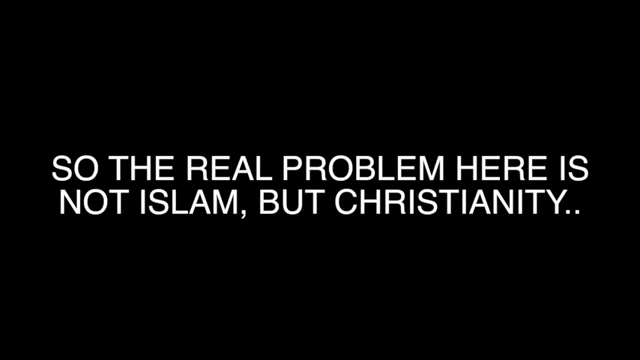 SO THE REAL PROBLEM HERE IS
NOT ISLAM, BUT CHRISTIANITY..